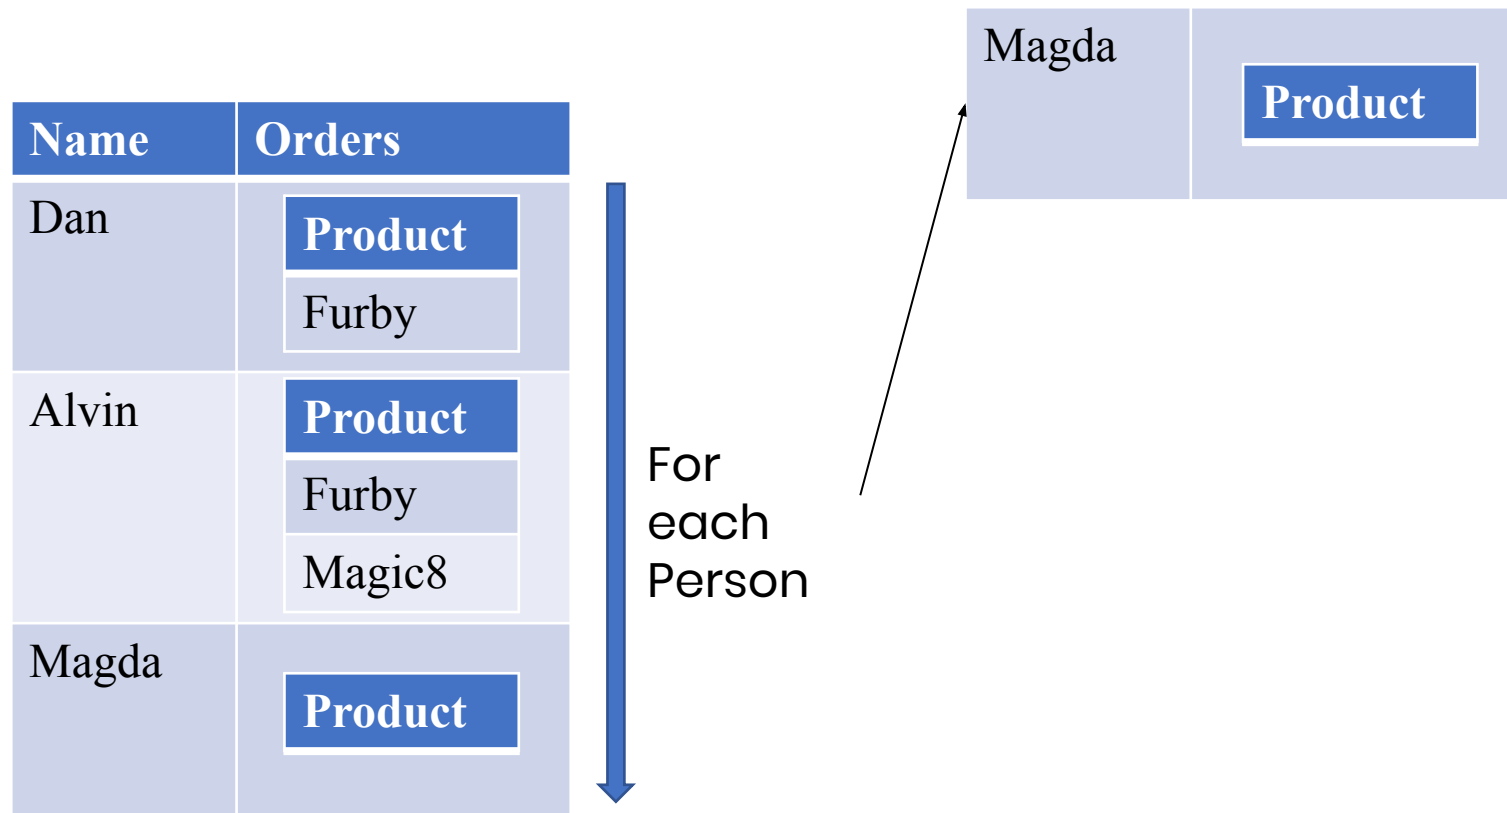 Name Orders
Dan
Product
Furby
Alvin
Product
Furby
Magic8
Magda
Product
For
each
Person
Magda
Product